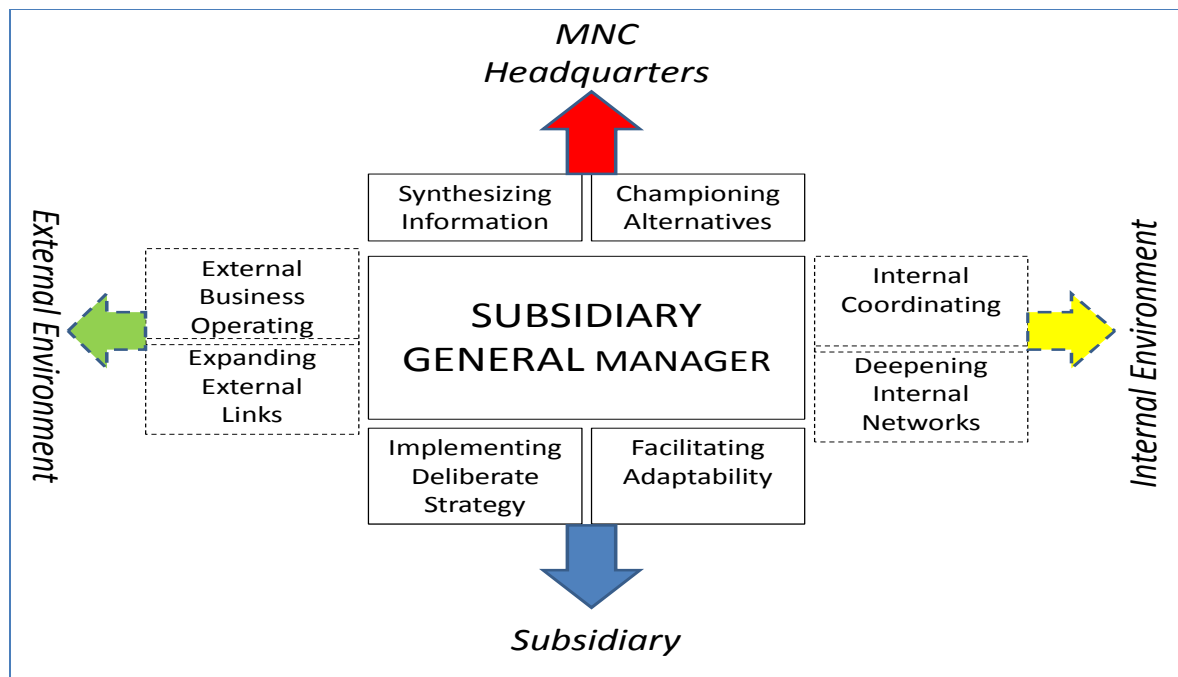 MNC
Headquarters
Synthesizing
Information
Championing
Alternatives
External Environment
External
Business
Operating
Expanding
External
Links
SUBSIDIARY
GENERAL MANAGER
Internal
Coordinating
Deepening
Internal
Networks
Internal Environment
Implementing
Deliberate
Strategy
Facilitating
Adaptability
Subsidiary